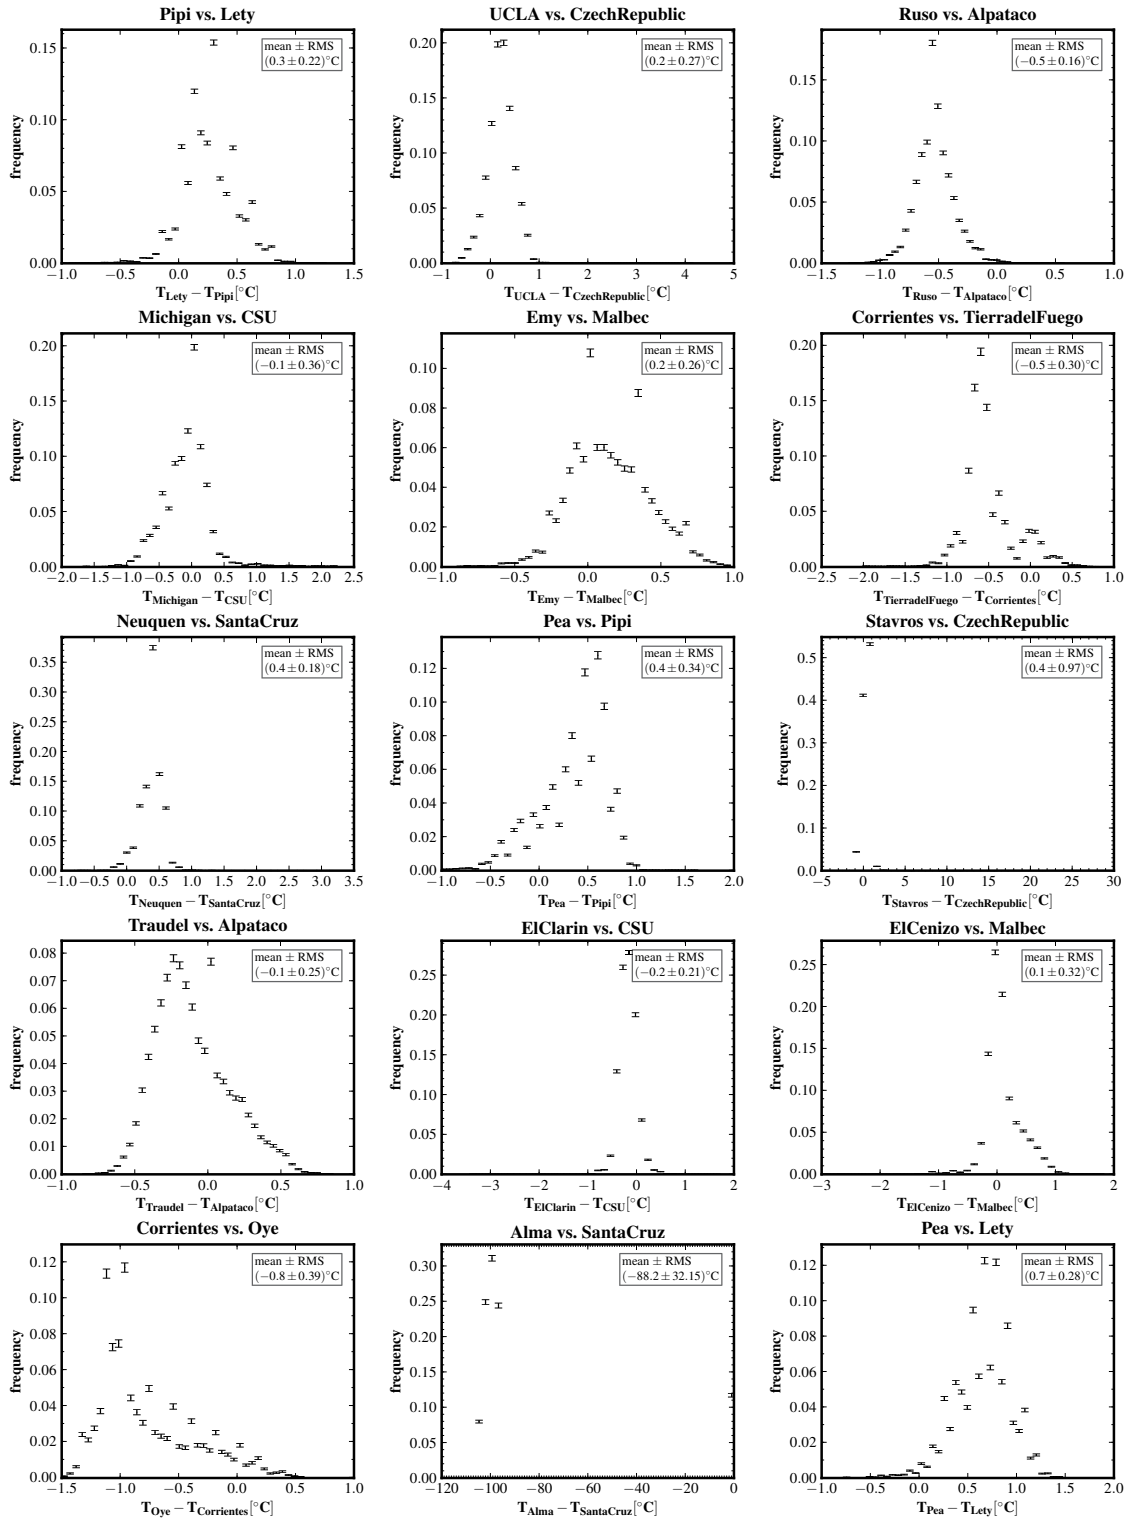 Pipi vs. Lety
frequency
0.15
0.10
0.05
0.00
mean ± RMS
(0.3±0.22)°C
−1.0 −0.5 0.0 0.5 1.0 1.5
T_Lety − T_Pipi[°C]
UCLA vs. CzechRepublic
frequency
0.20
0.15
0.10
0.05
0.00
mean ± RMS
(0.2±0.27)°C
−1 0 1 2 3 4 5
T_UCLA − T_CzechRepublic[°C]
Ruso vs. Alpataco
frequency
0.15
0.10
0.05
0.00
mean ± RMS
(−0.5±0.16)°C
−1.5 −1.0 −0.5 0.0 0.5 1.0
T_Ruso − T_Alpataco[°C]
Michigan vs. CSU
frequency
0.20
0.15
0.10
0.05
0.00
mean ± RMS
(−0.1±0.36)°C
−2.0 −1.5 −1.0 −0.5 0.0 0.5 1.0 1.5 2.0 2.5
T_Michigan − T_CSU[°C]
Emy vs. Malbec
frequency
0.10
0.08
0.06
0.04
0.02
0.00
mean ± RMS
(0.2±0.26)°C
−1.0 −0.5 0.0 0.5 1.0
T_Emy − T_Malbec[°C]
Corrientes vs. TierradelFuego
frequency
0.20
0.15
0.10
0.05
0.00
mean ± RMS
(−0.5±0.30)°C
−2.5 −2.0 −1.5 −1.0 −0.5 0.0 0.5 1.0
T_TierradelFuego − T_Corrientes[°C]
Neuquen vs. SantaCruz
frequency
0.35
0.30
0.25
0.20
0.15
0.10
0.05
0.00
mean ± RMS
(0.4±0.18)°C
−1.0 −0.5 0.0 0.5 1.0 1.5 2.0 2.5 3.0 3.5
T_Neuquen − T_SantaCruz[°C]
Pea vs. Pipi
frequency
0.12
0.10
0.08
0.06
0.04
0.02
0.00
mean ± RMS
(0.4±0.34)°C
−1.0 −0.5 0.0 0.5 1.0 1.5 2.0
T_Pea − T_Pipi[°C]
Stavros vs. CzechRepublic
frequency
0.5
0.4
0.3
0.2
0.1
0.0
mean ± RMS
(0.4±0.97)°C
−5 0 5 10 15 20 25 30
T_Stavros − T_CzechRepublic[°C]
Traudel vs. Alpataco
frequency
0.08
0.07
0.06
0.05
0.04
0.03
0.02
0.01
0.00
mean ± RMS
(−0.1±0.25)°C
−1.0 −0.5 0.0 0.5 1.0
T_Traudel − T_Alpataco[°C]
ElClarin vs. CSU
frequency
0.25
0.20
0.15
0.10
0.05
0.00
mean ± RMS
(−0.2±0.21)°C
−4 −3 −2 −1 0 1 2
T_ElClarin − T_CSU[°C]
ElCenizo vs. Malbec
frequency
0.25
0.20
0.15
0.10
0.05
0.00
mean ± RMS
(0.1±0.32)°C
−3 −2 −1 0 1 2
T_ElCenizo − T_Malbec[°C]
Corrientes vs. Oye
frequency
0.12
0.10
0.08
0.06
0.04
0.02
0.00
mean ± RMS
(−0.8±0.39)°C
−1.5 −1.0 −0.5 0.0 0.5 1.0
T_Oye − T_Corrientes[°C]
Alma vs. SantaCruz
frequency
0.30
0.25
0.20
0.15
0.10
0.05
0.00
mean ± RMS
(−88.2±32.15)°C
−120 −100 −80 −60 −40 −20 0
T_Alma − T_SantaCruz[°C]
Pea vs. Lety
frequency
0.12
0.10
0.08
0.06
0.04
0.02
0.00
mean ± RMS
(0.7±0.28)°C
−1.0 −0.5 0.0 0.5 1.0 1.5 2.0
T_Pea − T_Lety[°C]